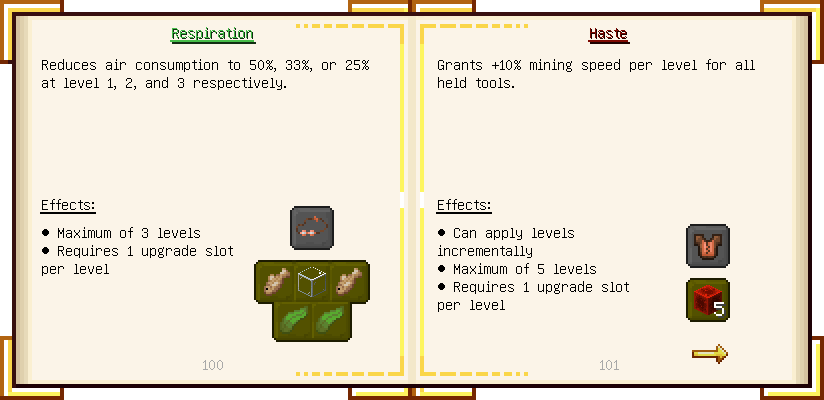 Respiration
Reduces air consumption to 50%, 33%, or 25%
at level 1, 2, and 3 respectively.
Effects:
● Maximum of 3 levels
● Requires 1 upgrade slot
per level
100
Haste
Grants +10% mining speed per level for all
held tools.
Effects:
● Can apply levels
incrementally
● Maximum of 5 levels
● Requires 1 upgrade slot
per level
5
101